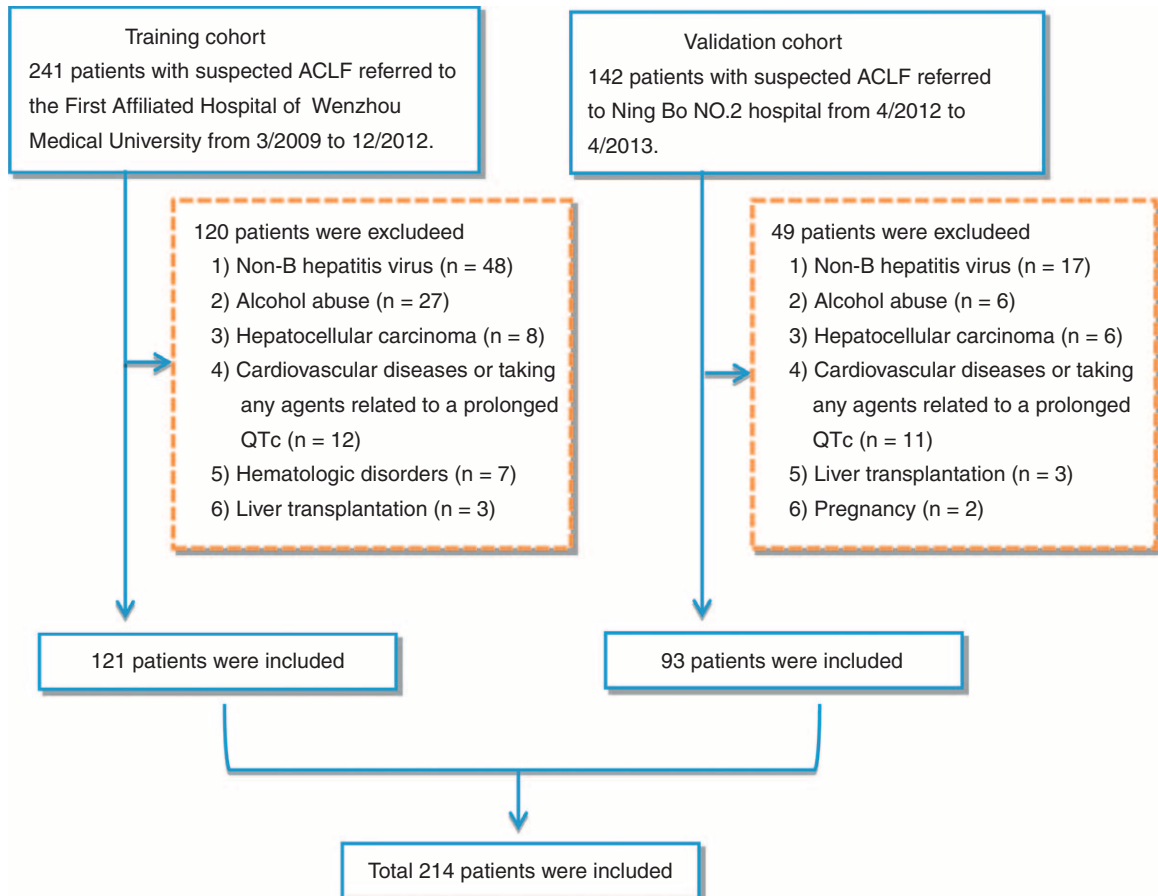 Training cohort
241 patients with suspected ACLF referred to
the First Affiliated Hospital of Wenzhou
Medical University from 3/2009 to 12/2012.
Validation cohort
142 patients with suspected ACLF referred
to Ning Bo NO.2 hospital from 4/2012 to
4/2013.
120 patients were excludeed
1) Non-B hepatitis virus (n = 48)
2) Alcohol abuse (n = 27)
3) Hepatocellular carcinoma (n = 8)
4) Cardiovascular diseases or taking
any agents related to a prolonged
QTc (n = 12)
5) Hematologic disorders (n = 7)
6) Liver transplantation (n = 3)
49 patients were excludeed
1) Non-B hepatitis virus (n = 17)
2) Alcohol abuse (n = 6)
3) Hepatocellular carcinoma (n = 6)
4) Cardiovascular diseases or taking
any agents related to a prolonged
QTc (n = 11)
5) Liver transplantation (n = 3)
6) Pregnancy (n = 2)
121 patients were included
93 patients were included
Total 214 patients were included